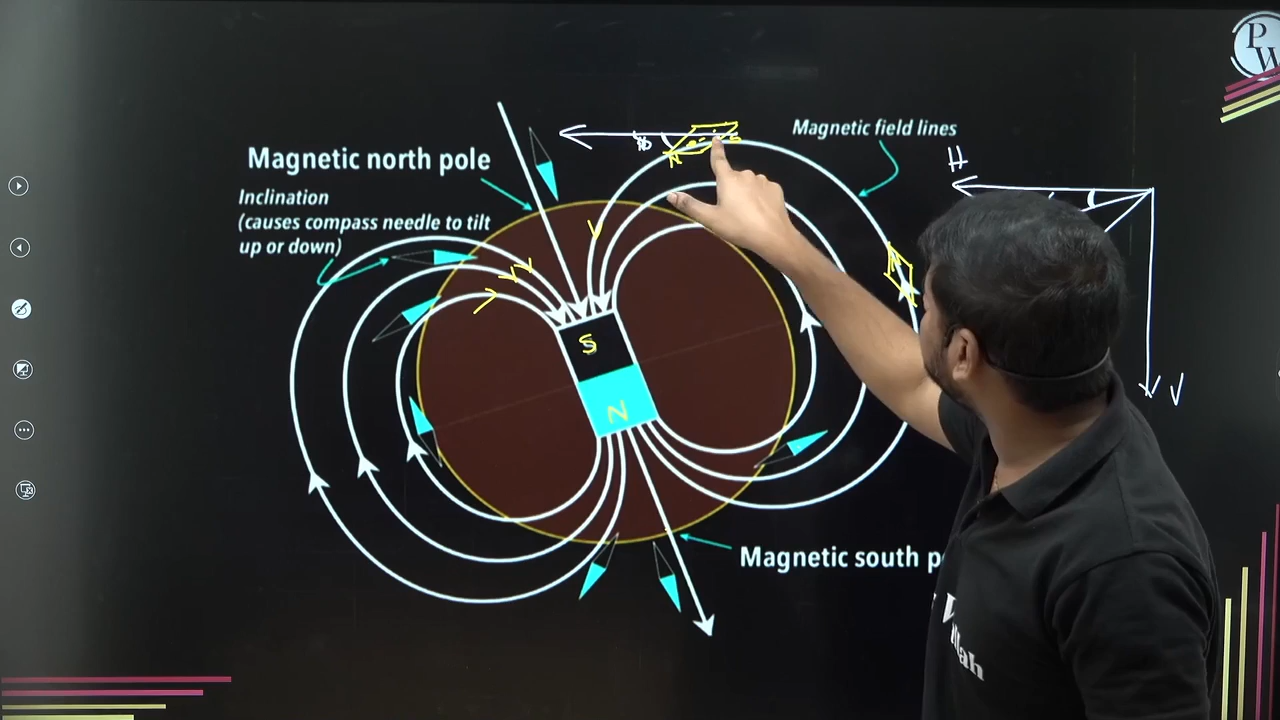 P
W
Magnetic field lines
H
Magnetic north pole
Inclination
(causes compass needle to tilt
up or down)
N
S
N
V
Magnetic south p